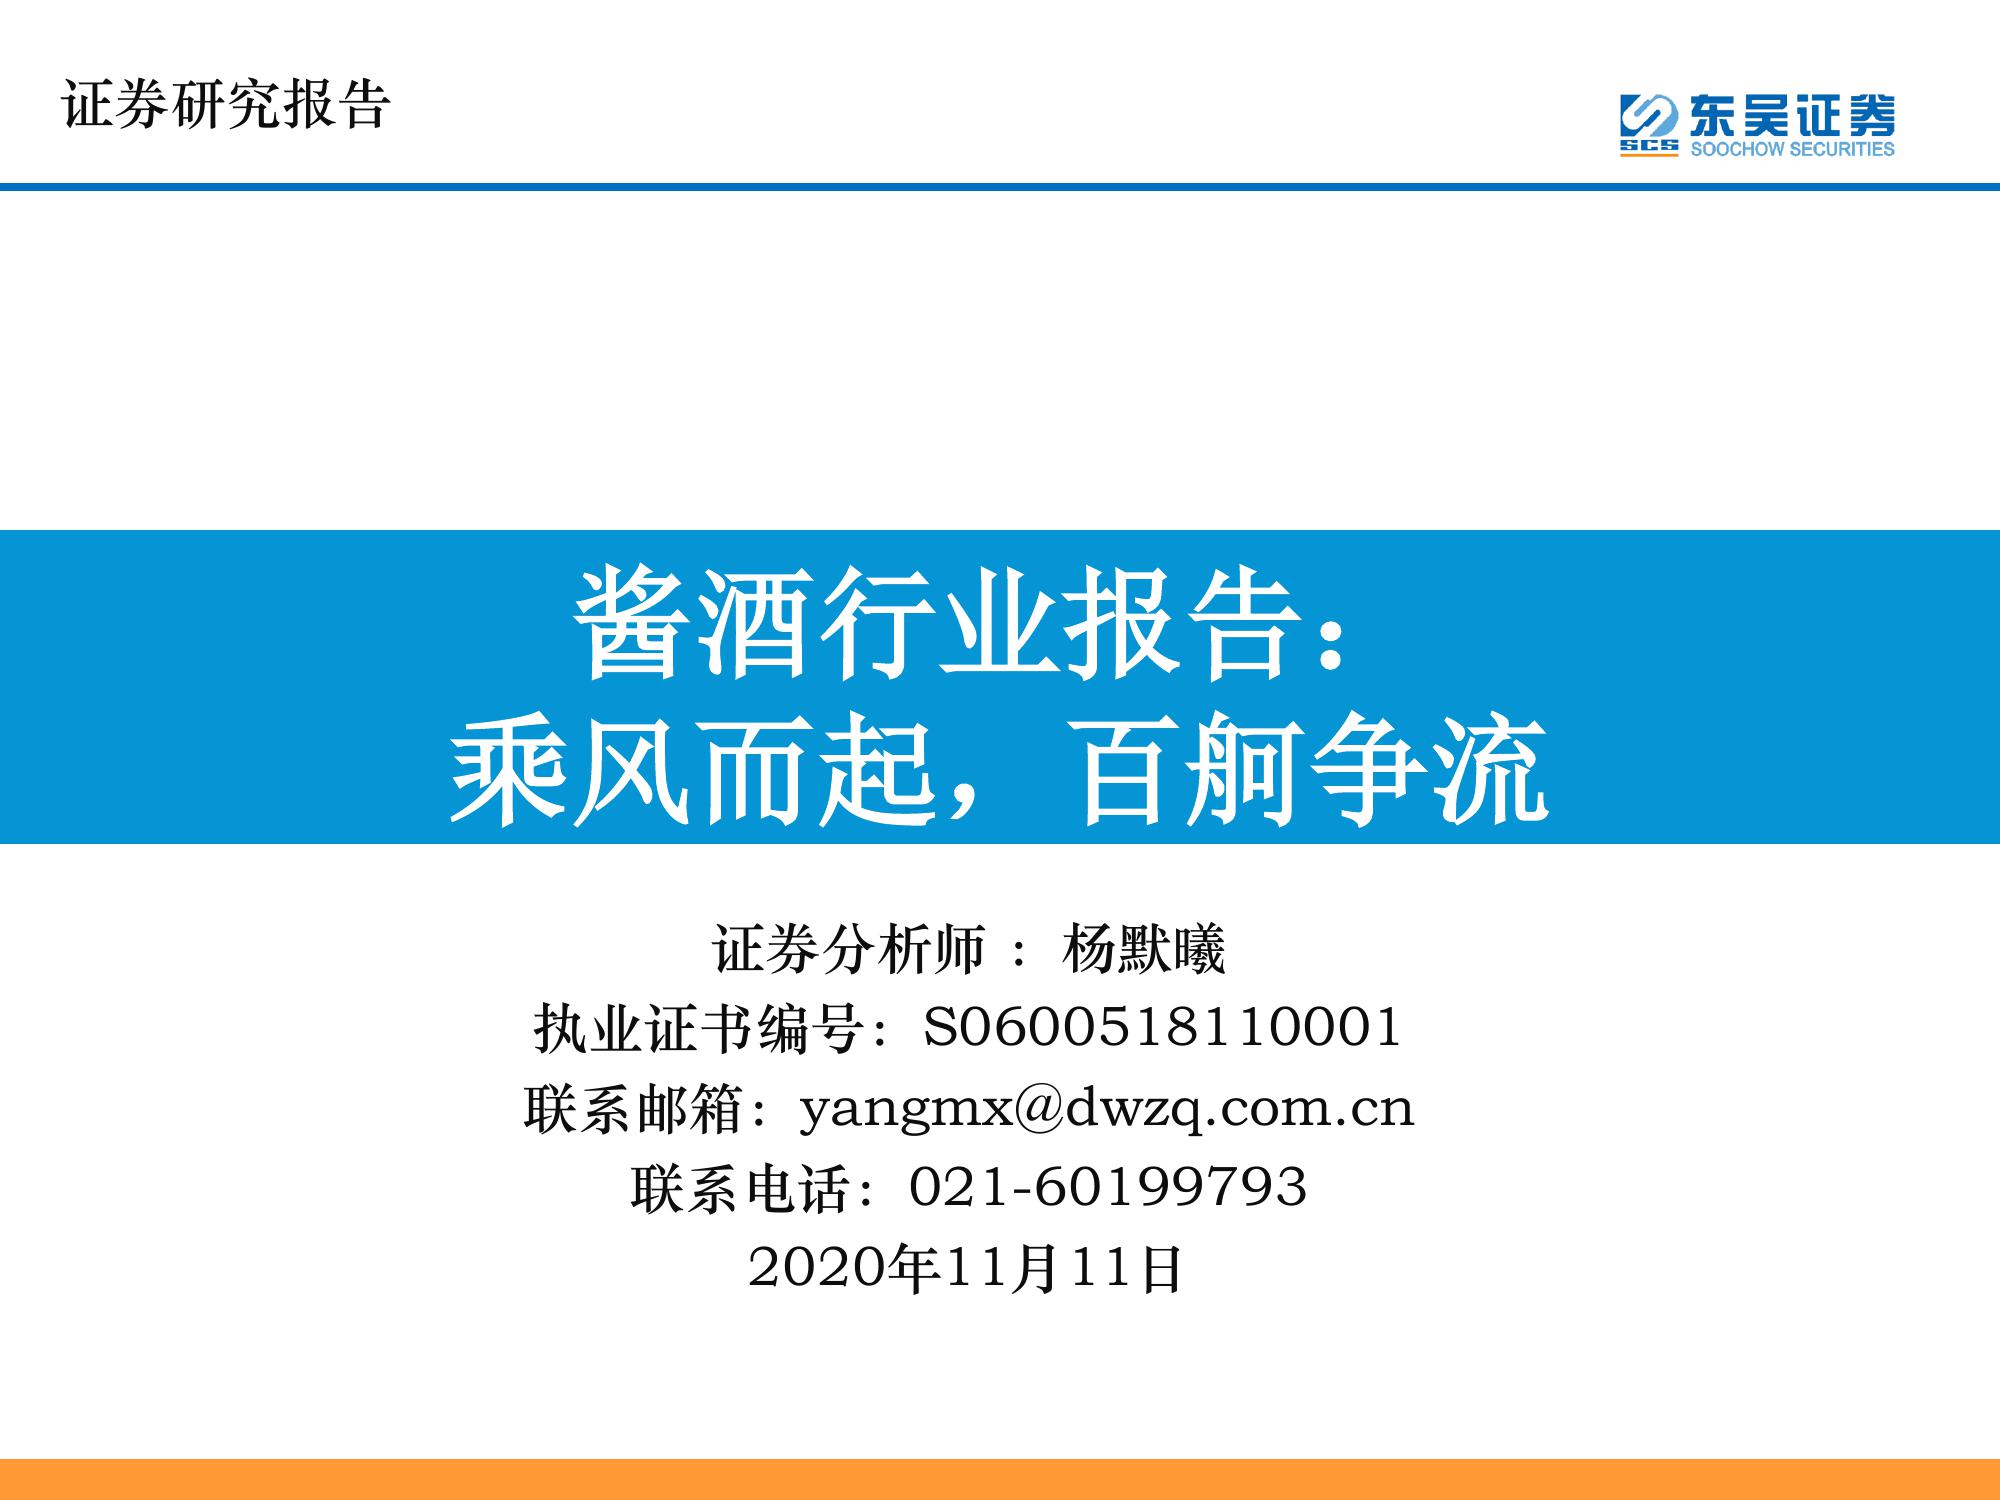 证券研究报告
东吴证券
SCS
SOOCHOW SECURITIES
酱酒行业报告：
乘风而起，百舸争流
证券分析师 ：杨默曦
执业证书编号：S0600518110001
联系邮箱：yangmx@dwzq.com.cn
联系电话：021-60199793
2020年11月11日